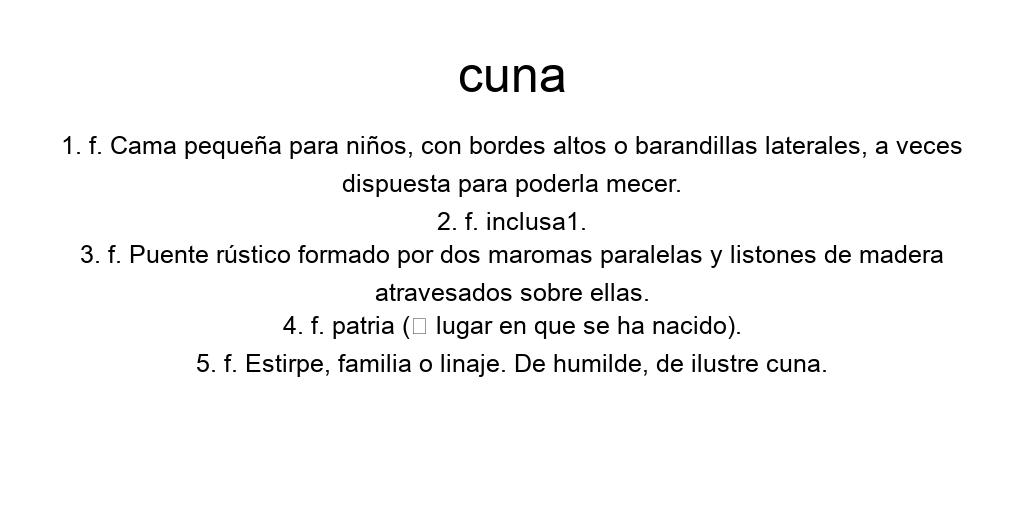 cuna
1. f. Cama pequeña para niños, con bordes altos o barandillas laterales, a veces
dispuesta para poderla mecer.
2. f. inclusa1.
3. f. Puente rústico formado por dos maromas paralelas y listones de madera
atravesados sobre ellas.
4. f. patria (□ lugar en que se ha nacido).
5. f. Estirpe, familia o linaje. De humilde, de ilustre cuna.